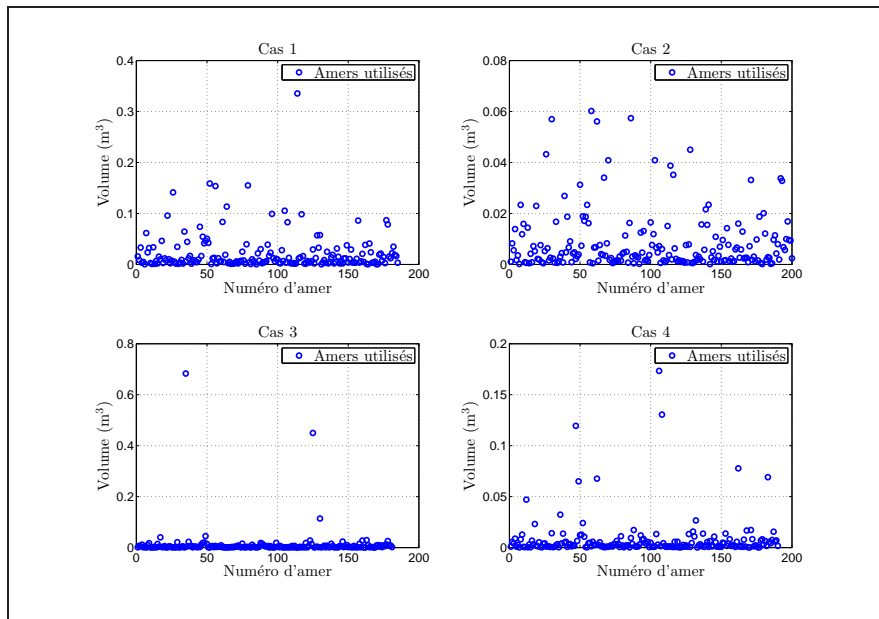 Cas 1
Amers utilisés
Volume (m³)
0.4
0.3
0.2
0.1
0
0 50 100 150 200
Numéro d'amer
Cas 2
Amers utilisés
Volume (m³)
0.08
0.06
0.04
0.02
0
0 50 100 150 200
Numéro d'amer
Cas 3
Amers utilisés
Volume (m³)
0.8
0.6
0.4
0.2
0
0 50 100 150 200
Numéro d'amer
Cas 4
Amers utilisés
Volume (m³)
0.2
0.15
0.1
0.05
0
0 50 100 150 200
Numéro d'amer